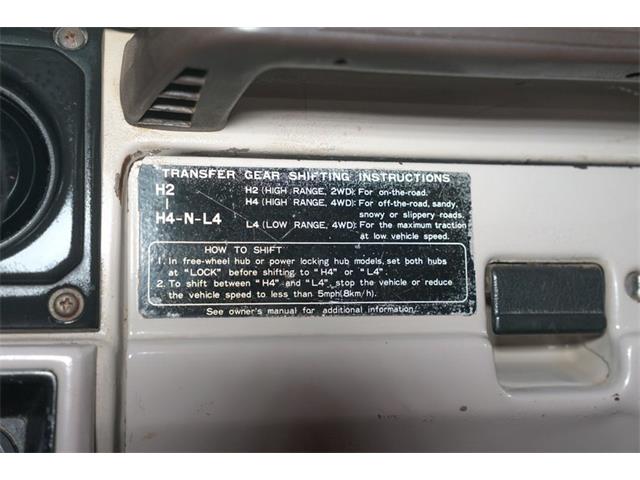 TRANSFER GEAR SHIFTING INSTRUCTIONS
H2 H2 (HIGH RANGE, 2WD): For on-the-road.
| H4 (HIGH RANGE, 4WD): For off-the-road, sandy,
snowy or slippery roads.
H4-N-L4 L4 (LOW RANGE, 4WD): For the maximum traction
at low vehicle speed.
HOW TO SHIFT
1. In free-wheel hub or power locking hub models, set both hubs
at "LOCK" before shifting to "H4" or "L4".
2. To shift between "H4" and "L4", stop the vehicle or reduce
the vehicle speed to less than 5mph(8km/h).
See owner's manual for additional information.